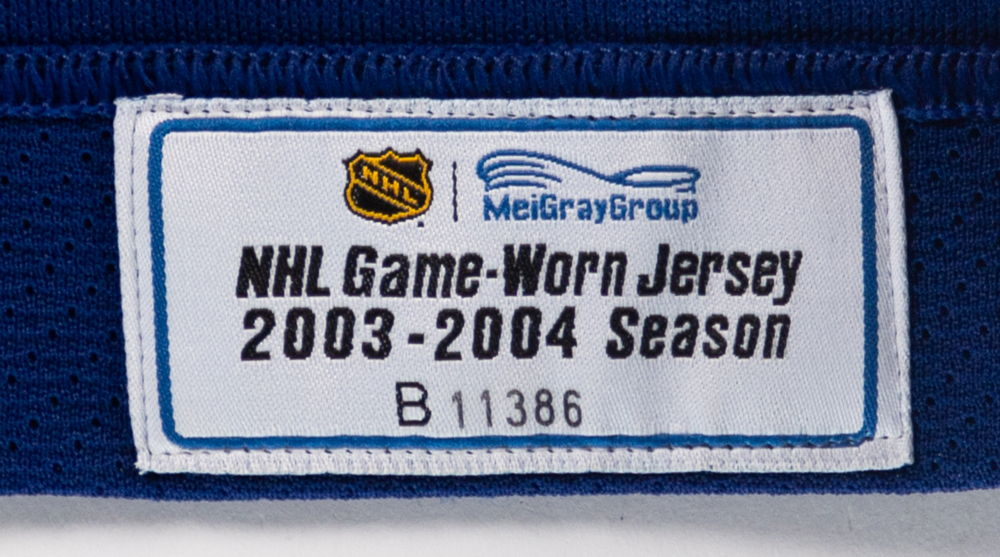 NHL
MeiGrayGroup
NHL Game-Worn Jersey
2003-2004 Season
B 11386